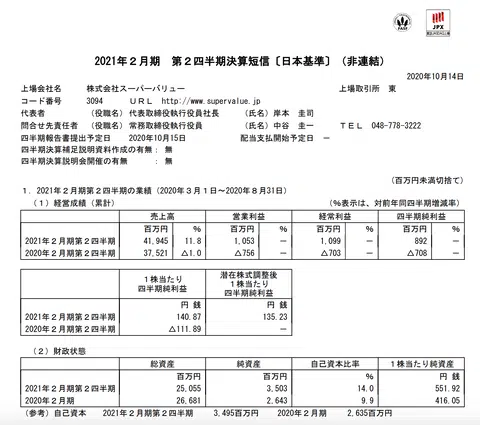 2021年２月期　第２四半期決算短信〔日本基準〕（非連結）
2020年10月14日
上場会社名　株式会社スーパーバリュー　上場取引所　東
コード番号　3094　ＵＲＬ　http://www.supervalue.jp
代表者　（役職名）代表取締役執行役員社長　（氏名）岸本　圭司
問合せ先責任者　（役職名）常務取締役執行役員　（氏名）中谷　圭一　ＴＥＬ　048-778-3222
四半期報告書提出予定日　2020年10月15日　配当支払開始予定日　－
四半期決算補足説明資料作成の有無：　無
四半期決算説明会開催の有無　：　無
（百万円未満切捨て）
１．2021年２月期第２四半期の業績（2020年３月１日～2020年８月31日）
（１）経営成績（累計）　（％表示は、対前年同四半期増減率）
売上高　営業利益　経常利益　四半期純利益
百万円　％　百万円　％　百万円　％　百万円　％
2021年２月期第２四半期　41,945　11.8　1,053　－　1,099　－　892　－
2020年２月期第２四半期　37,521　△1.0　△756　－　△703　－　△708　－
１株当たり
四半期純利益
潜在株式調整後
１株当たり
四半期純利益
円 銭　円 銭
2021年２月期第２四半期　140.87　135.23
2020年２月期第２四半期　△111.89　－
（２）財政状態
総資産　純資産　自己資本比率　１株当たり純資産
百万円　百万円　％　円 銭
2021年２月期第２四半期　25,055　3,503　14.0　551.92
2020年２月期　26,681　2,643　9.9　416.05
（参考）自己資本　2021年２月期第２四半期　3,495百万円　2020年２月期　2,635百万円
JPX